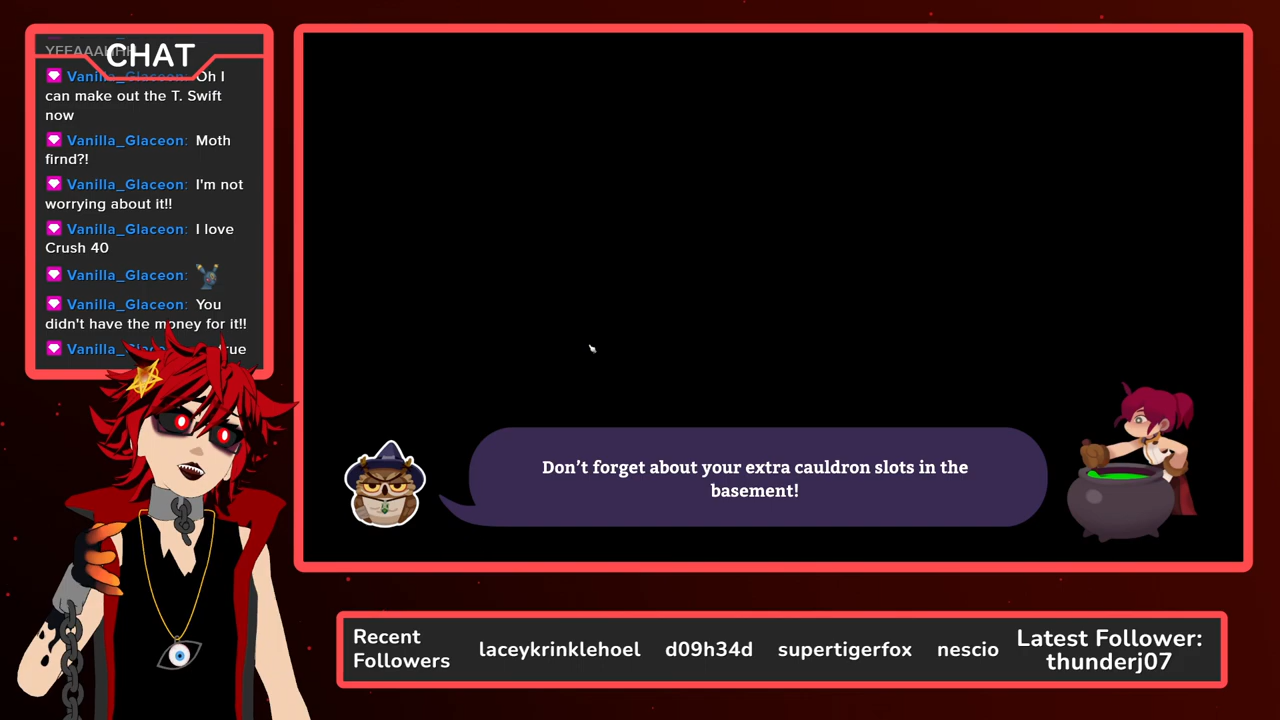 YEEAAAHHH
CHAT
Vanilla_Glaceon: Oh I
can make out the T. Swift
now
Vanilla_Glaceon: Moth
firnd?!
Vanilla_Glaceon: I'm not
worrying about it!!
Vanilla_Glaceon: I love
Crush 40
Vanilla_Glaceon:
Vanilla_Glaceon: You
didn't have the money for it!!
Don't forget about your extra cauldron slots in the
basement!
Recent
Followers
laceykrinklehoel
d09h34d
supertigerfox
nescio
Latest Follower:
thunderj07